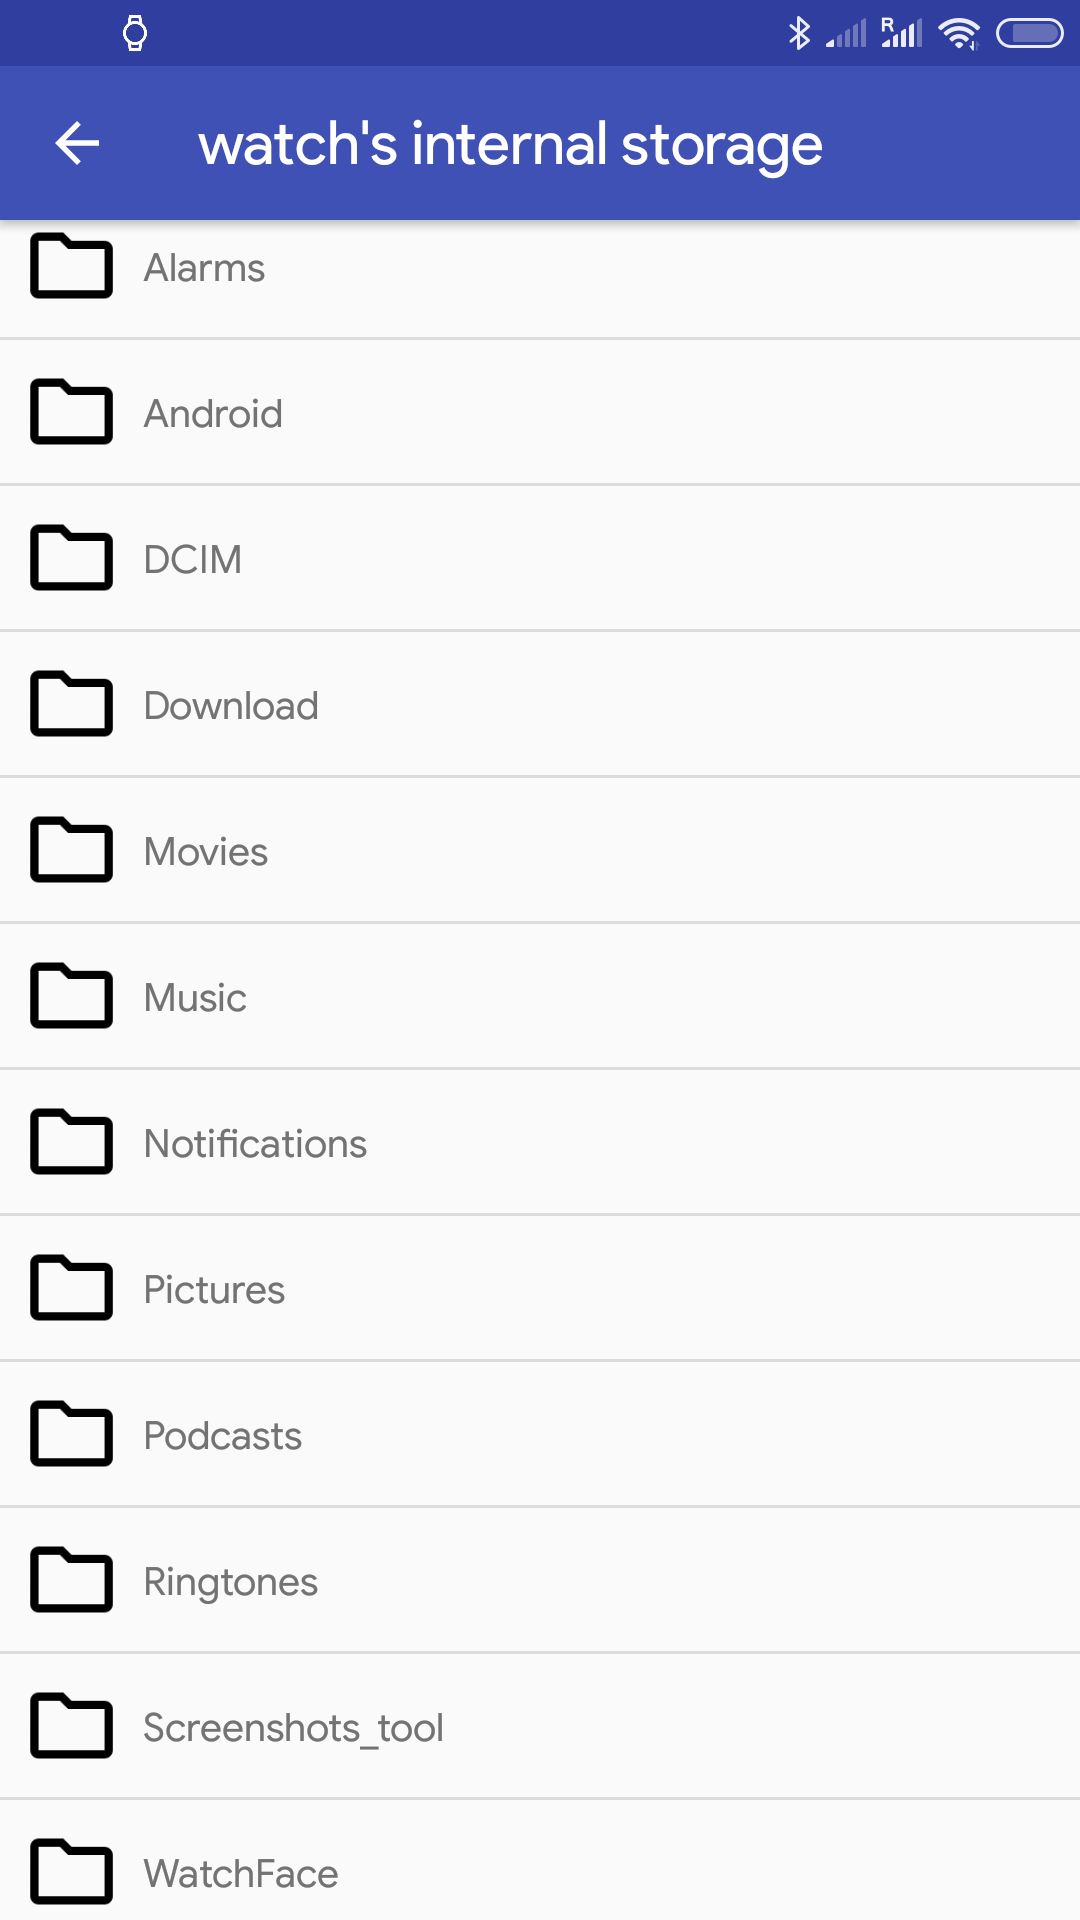 R
watch's internal storage
Alarms
Android
DCIM
Download
Movies
Music
Notifications
Pictures
Podcasts
Ringtones
Screenshots_tool
WatchFace